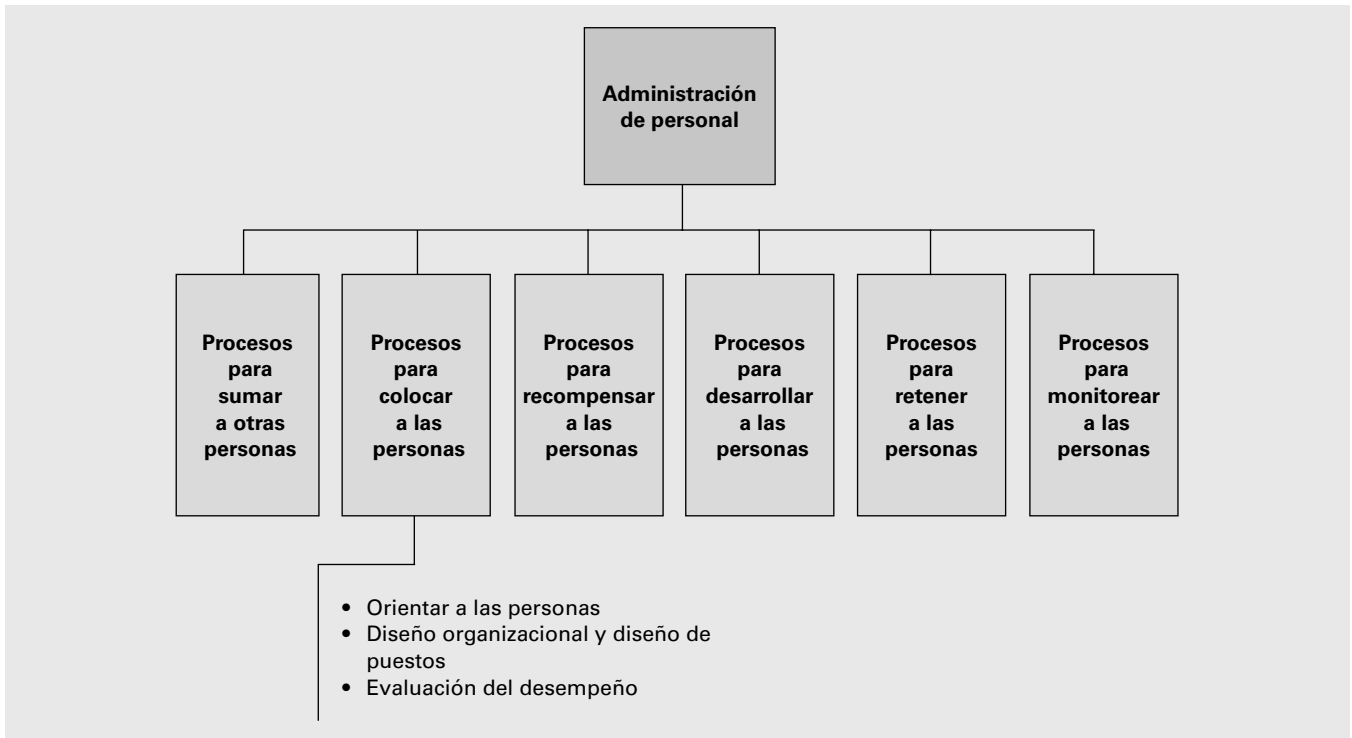 Administración
de personal
Procesos
para
sumar
a otras
personas
Procesos
para
colocar
a las
personas
Procesos
para
recompensar
a las
personas
Procesos
para
desarrollar
a las
personas
Procesos
para
retener
a las
personas
Procesos
para
monitorear
a las
personas
• Orientar a las personas
• Diseño organizacional y diseño de
puestos
• Evaluación del desempeño